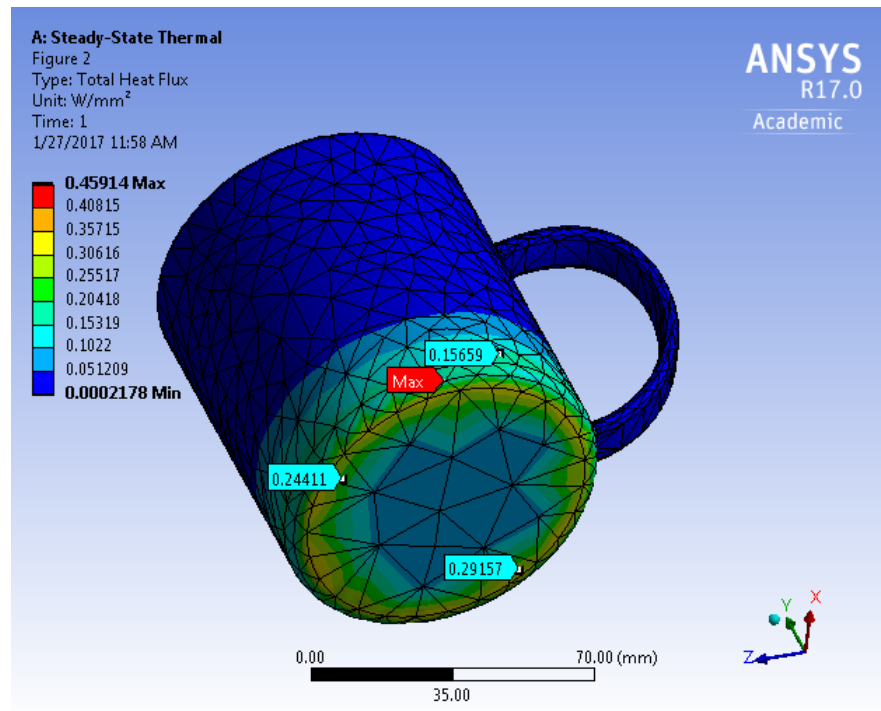 A: Steady-State Thermal
Figure 2
Type: Total Heat Flux
Unit: W/mm²
Time: 1
1/27/2017 11:58 AM
ANSYS
R17.0
Academic
0.45914 Max
0.40815
0.35715
0.30616
0.25517
0.20418
0.15319
0.1022
0.051209
0.0002178 Min
0.15659
Max
0.24411
0.29157
0.00
70.00 (mm)
35.00
X
Y
Z